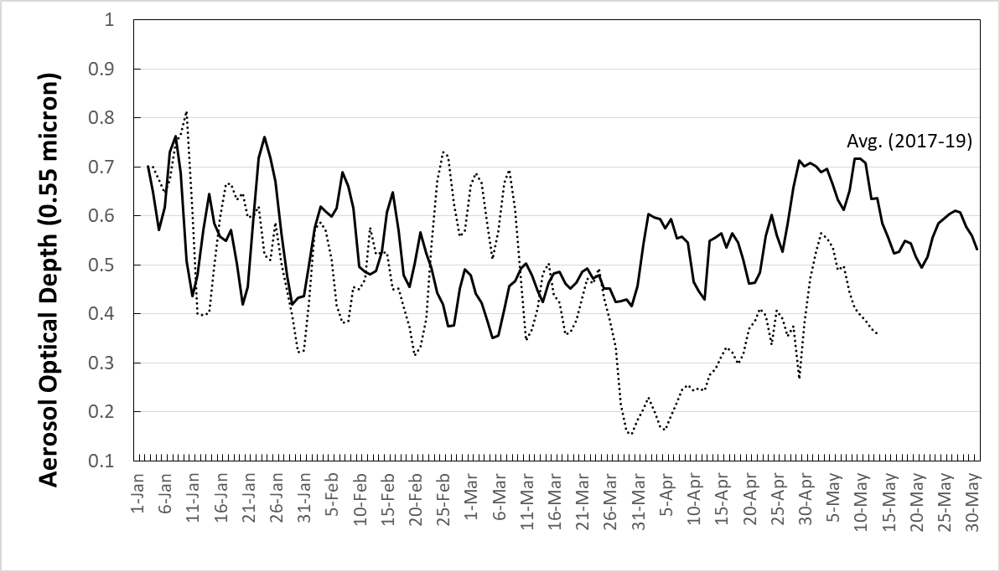 Aerosol Optical Depth (0.55 micron)
1
0.9
0.8
0.7
0.6
0.5
0.4
0.3
0.2
0.1
Avg. (2017-19)
1-Jan
6-Jan
11-Jan
16-Jan
21-Jan
26-Jan
31-Jan
5-Feb
10-Feb
15-Feb
20-Feb
25-Feb
1-Mar
6-Mar
11-Mar
16-Mar
21-Mar
26-Mar
31-Mar
5-Apr
10-Apr
15-Apr
20-Apr
25-Apr
30-Apr
5-May
10-May
15-May
20-May
25-May
30-May